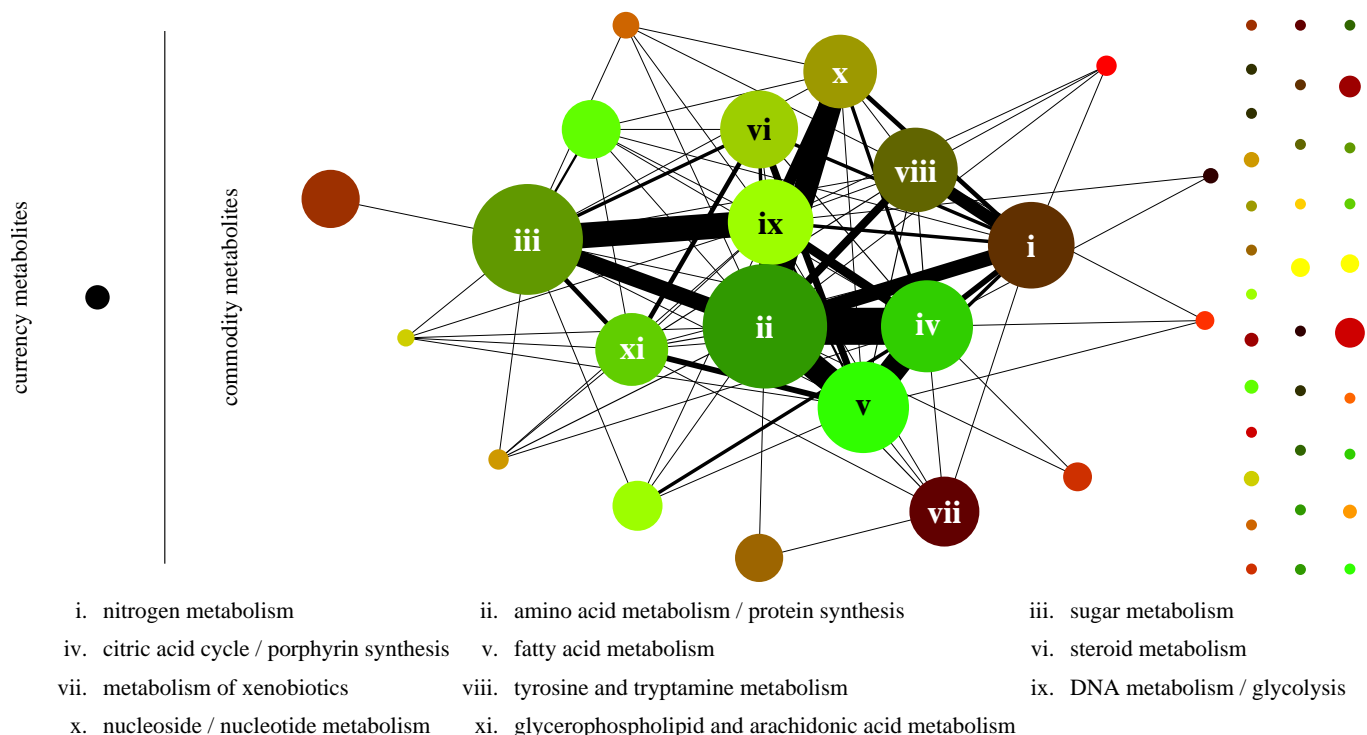 currency metabolites
commodity metabolites
x
vi
viii
ix
iii
i
ii
iv
xi
v
vii
i. nitrogen metabolism
ii. amino acid metabolism / protein synthesis
iii. sugar metabolism
iv. citric acid cycle / porphyrin synthesis
v. fatty acid metabolism
vi. steroid metabolism
vii. metabolism of xenobiotics
viii. tyrosine and tryptamine metabolism
ix. DNA metabolism / glycolysis
x. nucleoside / nucleotide metabolism
xi. glycerophospholipid and arachidonic acid metabolism